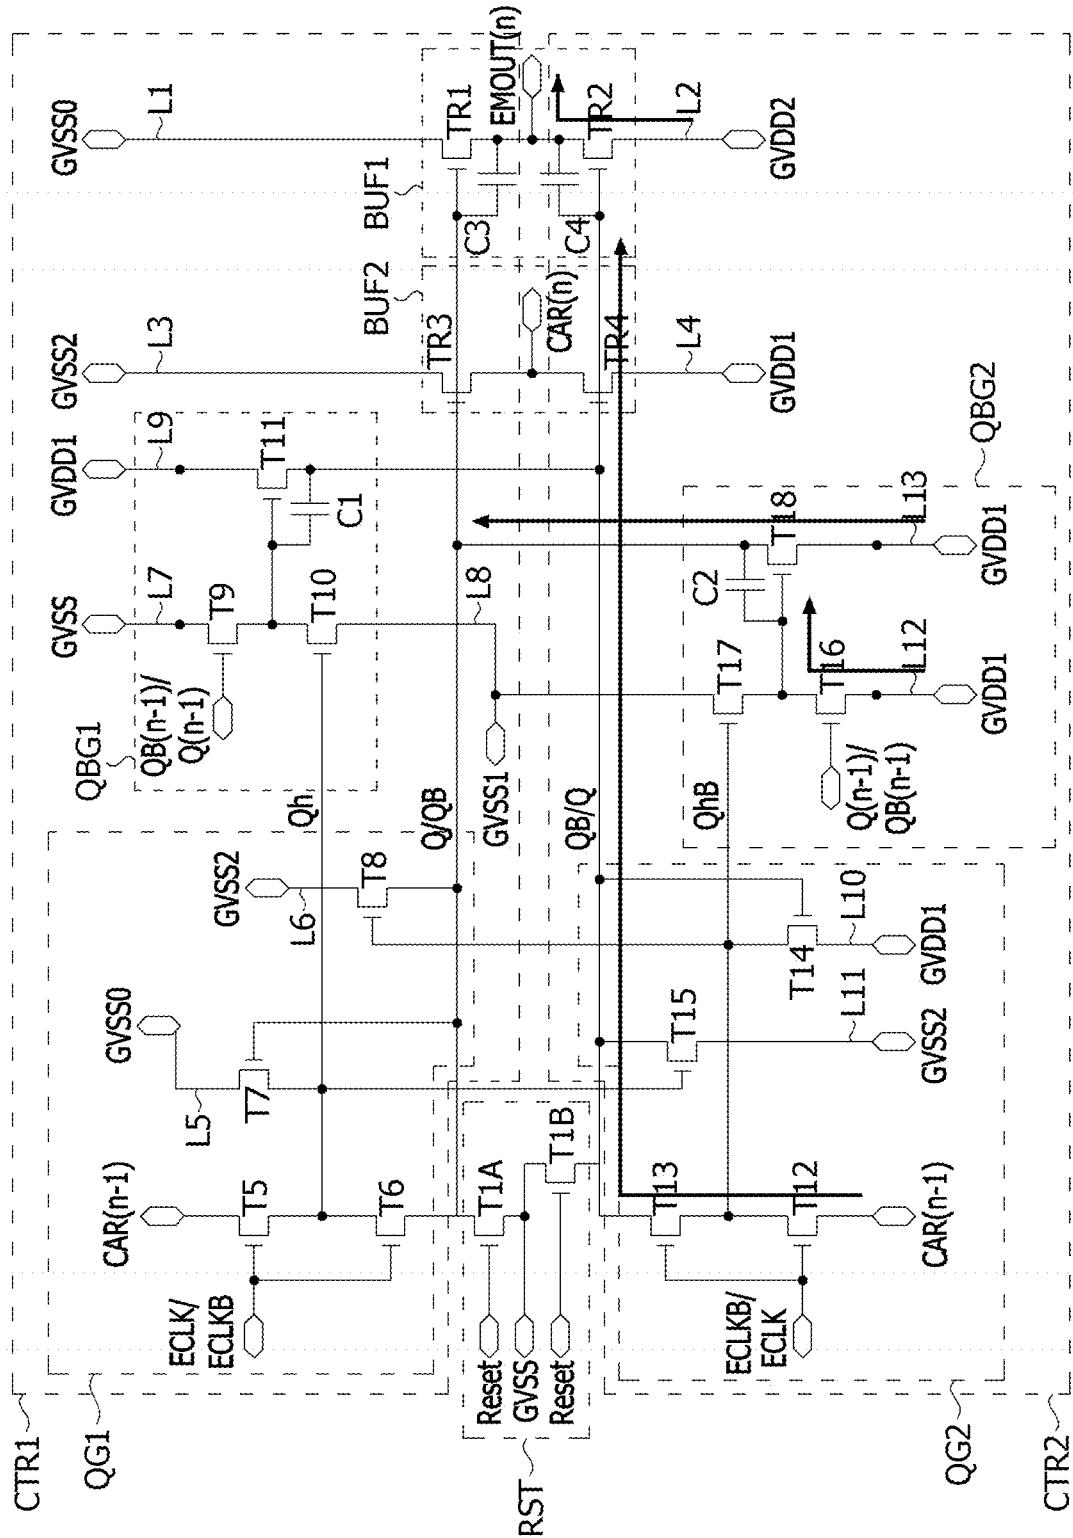 GVSS0
L1
TR1
EMOUT(n)
TR2
L2
GVDD2
BUF1
C3
C4
BUF2
GVSS2
L3
TR3
CAR(n)
TR4
L4
GVDD1
GVDD1
L9
T11
C1
QBG2
GVSS
L7
T9
T10
L8
QB(n-1)/
Q(n-1)
QBG1
C2
T18
L13
GVDD1
T17
T16
L12
GVDD1
Q(n-1)/
QB(n-1)
Qh
Q/QB
GVSS1
QB/Q
QhB
GVSS2
L6
T8
T14
L10
GVDD1
GVSS0
L5
T7
T15
L11
GVSS2
CAR(n-1)
T5
T6
T1A
T1B
T13
T12
CAR(n-1)
ECLK/
ECLKB
Reset
GVSS
Reset
ECLKB/
ECLK
CTR1
QG1
RST
QG2
CTR2